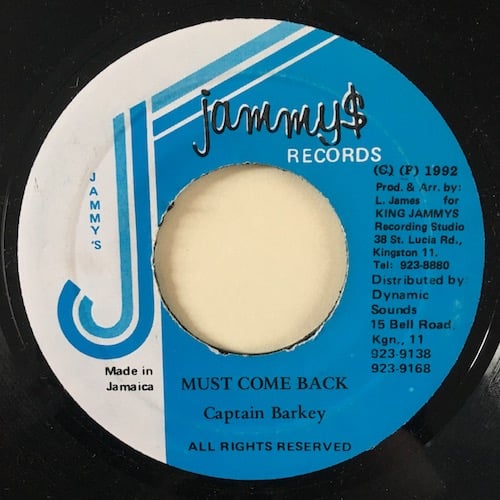 jammy$
RECORDS
JAMMY'S
(C) (P) 1992
Prod. & Arr. by:
L. James for
KING JAMMYS
Recording Studio
38 St. Lucia Rd.,
Kingston 11.
Tel: 923-8880
Distributed by:
Dynamic
Sounds
15 Bell Road
Kgn., 11
923-9138
923-9168
Made in
Jamaica
MUST COME BACK
Captain Barkey
ALL RIGHTS RESERVED